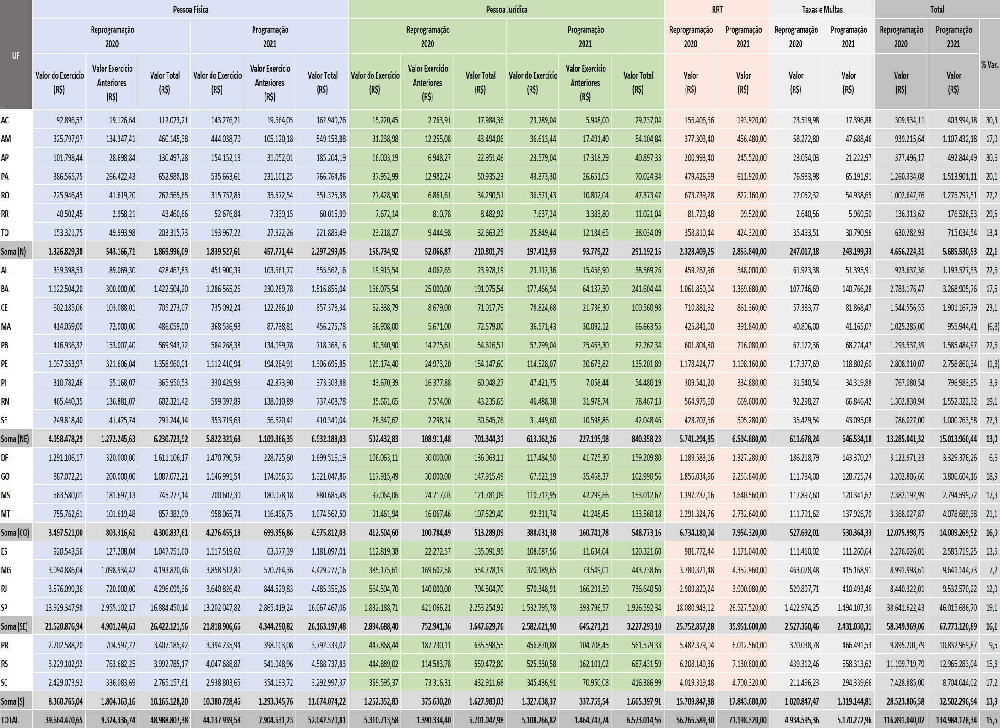 UF Pessoa Física Pessoa Jurídica RRT Taxas e Multas Total
Reprogramação 2020 Programação 2021 Reprogramação 2020 Programação 2021 Reprogramação 2020 Programação 2021 Reprogramação 2020 Programação 2021 Reprogramação 2020 Programação 2021 % Var.
Valor do Exercício (R$) Valor Exercício Anteriores (R$) Valor Total (R$) Valor do Exercício (R$) Valor Exercício Anteriores (R$) Valor Total (R$) Valor do Exercício (R$) Valor Exercício Anteriores (R$) Valor Total (R$) Valor do Exercício (R$) Valor Exercício Anteriores (R$) Valor Total (R$) Valor (R$) Valor (R$) Valor (R$) Valor (R$) Valor (R$) Valor (R$)
AC 92.896,57 19.126,64 112.023,21 143.276,21 19.664,05 162.940,26 15.220,45 2.763,91 17.984,36 23.789,04 5.948,00 29.737,04 156.406,56 193.920,00 23.519,98 17.396,88 309.934,11 403.994,18 30,3
AM 325.797,97 134.347,41 460.145,38 444.038,70 105.120,18 549.158,88 31.238,98 12.255,08 43.494,06 36.613,44 17.491,40 54.104,84 377.303,40 456.480,00 58.272,80 47.688,46 939.215,64 1.107.432,18 17,9
AP 101.798,44 28.698,84 130.497,28 154.152,18 31.052,01 185.204,19 16.003,19 6.948,27 22.951,46 23.579,04 17.318,29 40.897,33 200.993,40 245.520,00 23.054,03 21.222,97 377.496,17 492.844,49 30,6
PA 386.565,75 266.422,43 652.988,18 535.663,61 231.101,25 766.764,86 37.952,99 12.982,24 50.935,23 43.373,30 26.651,05 70.024,34 479.426,69 611.920,00 76.983,98 65.191,91 1.260.334,08 1.513.901,11 20,1
RO 225.946,45 41.619,20 267.565,65 315.752,85 35.572,54 351.325,38 27.428,90 6.861,61 34.290,51 36.571,43 10.802,04 47.373,47 673.739,28 822.160,00 27.052,32 54.938,65 1.002.647,76 1.275.797,51 27,2
RR 40.502,45 2.958,21 43.460,66 52.676,84 7.339,15 60.015,99 7.672,14 810,78 8.482,92 7.637,24 3.383,80 11.021,04 81.729,48 99.520,00 2.640,56 5.969,50 136.313,62 176.526,53 29,5
TO 153.321,75 49.993,98 203.315,73 193.967,22 27.922,26 221.889,49 23.218,27 9.444,98 32.663,25 25.849,44 12.184,65 38.034,09 358.810,44 424.320,00 35.493,51 30.790,96 630.282,93 715.034,54 13,4
Soma (N) 1.326.829,38 543.166,71 1.869.996,09 1.839.527,61 457.771,44 2.297.299,05 158.734,92 52.066,87 210.801,79 197.412,93 93.779,22 291.192,15 2.328.409,25 2.853.840,00 247.017,18 243.199,33 4.656.224,31 5.685.530,53 22,1
AL 339.398,53 89.069,30 428.467,83 451.900,39 103.661,77 555.562,16 19.915,54 4.062,65 23.978,19 23.112,36 15.456,90 38.569,26 459.267,96 548.000,00 61.923,38 51.395,91 973.637,36 1.193.527,33 22,6
BA 1.122.504,20 300.000,00 1.422.504,20 1.286.565,26 230.289,78 1.516.855,04 166.075,54 25.000,00 191.075,54 177.466,94 64.137,50 241.604,44 1.061.850,04 1.369.680,00 107.746,69 140.766,28 2.783.176,47 3.268.905,76 17,5
CE 602.185,06 103.088,01 705.273,07 735.092,24 122.286,10 857.378,34 62.338,79 8.679,00 71.017,79 78.824,68 21.736,30 100.560,98 710.881,92 861.360,00 57.383,77 81.868,47 1.544.556,55 1.901.167,79 23,1
MA 414.059,00 72.000,00 486.059,00 368.536,98 87.738,81 456.275,78 66.908,00 5.671,00 72.579,00 36.571,43 30.092,12 66.663,55 425.841,00 391.840,00 40.806,00 41.165,07 1.025.285,00 955.944,41 (6,8)
PB 416.936,32 153.007,40 569.943,72 584.268,38 134.099,78 718.368,16 40.340,90 14.275,61 54.616,51 57.299,04 25.463,30 82.762,34 601.804,80 716.080,00 67.172,36 68.274,47 1.293.537,39 1.585.484,97 22,6
PE 1.037.353,97 321.606,04 1.358.960,01 1.112.410,94 194.284,91 1.306.695,85 129.174,40 24.973,20 154.147,60 114.528,07 20.673,82 135.201,89 1.178.424,77 1.198.160,00 117.377,69 118.802,60 2.808.910,07 2.758.860,34 (1,8)
PI 310.782,46 55.168,07 365.950,53 330.429,98 42.873,90 373.303,88 43.670,39 16.377,88 60.048,27 47.421,75 7.058,44 54.480,19 309.541,20 334.880,00 31.540,54 34.319,88 767.080,54 796.983,95 3,9
RN 465.440,35 136.881,07 602.321,42 599.397,89 138.010,89 737.408,78 35.661,65 7.574,00 43.235,65 46.488,38 31.978,74 78.467,13 564.975,60 669.600,00 92.298,27 66.846,42 1.302.830,94 1.552.322,32 19,1
SE 249.818,40 41.425,74 291.244,14 353.719,63 56.620,41 410.340,04 28.347,62 2.298,14 30.645,76 31.449,60 10.598,86 42.048,46 428.707,56 505.280,00 35.429,54 43.095,08 786.027,00 1.000.763,58 27,3
Soma (NE) 4.958.478,29 1.272.245,63 6.230.723,92 5.822.321,68 1.109.866,35 6.932.188,03 592.432,83 108.911,48 701.344,31 613.162,26 227.195,98 840.358,23 5.741.294,85 6.594.880,00 611.678,24 646.534,18 13.285.041,32 15.013.960,44 13,0
DF 1.291.106,17 320.000,00 1.611.106,17 1.470.790,59 228.725,60 1.699.516,19 106.063,11 30.000,00 136.063,11 117.484,50 41.725,30 159.209,80 1.189.583,16 1.327.280,00 186.218,79 143.370,27 3.122.971,23 3.329.376,26 6,6
GO 887.072,21 200.000,00 1.087.072,21 1.146.991,54 174.056,33 1.321.047,86 117.915,49 30.000,00 147.915,49 67.522,19 35.468,37 102.990,56 1.856.034,96 2.253.840,00 111.784,00 128.725,74 3.202.806,66 3.806.604,16 18,9
MS 563.580,01 181.697,13 745.277,14 700.607,30 180.078,18 880.685,48 97.064,06 24.717,03 121.781,09 110.712,95 42.299,66 153.012,62 1.397.237,16 1.640.560,00 117.897,60 120.341,62 2.382.192,99 2.794.599,72 17,3
MT 755.762,61 101.619,48 857.382,09 958.065,74 116.496,75 1.074.562,50 91.461,94 16.067,46 107.529,40 92.311,74 41.248,45 133.560,18 2.291.324,76 2.732.640,00 111.791,62 137.926,70 3.368.027,87 4.078.689,38 21,1
Soma (CO) 3.497.521,00 803.316,61 4.300.837,61 4.276.455,18 699.356,86 4.975.812,03 412.504,60 100.784,49 513.289,09 388.031,38 160.741,78 548.773,16 6.734.180,04 7.954.320,00 527.692,01 530.364,33 12.075.998,75 14.009.269,52 16,0
ES 920.543,56 127.208,04 1.047.751,60 1.117.519,62 63.577,39 1.181.097,01 112.819,38 22.272,57 135.091,95 108.687,56 11.634,04 120.321,60 981.772,44 1.171.040,00 111.410,02 111.260,64 2.276.026,01 2.583.719,25 13,5
MG 3.094.886,04 1.098.934,42 4.193.820,46 3.858.512,80 570.764,36 4.429.277,16 385.175,61 169.602,58 554.778,19 370.189,65 73.549,01 443.738,66 3.780.321,48 4.352.960,00 463.078,48 415.168,91 8.991.998,61 9.641.144,73 7,2
RJ 3.576.099,36 720.000,00 4.296.099,36 3.640.826,42 844.529,83 4.485.356,26 564.504,70 140.000,00 704.504,70 570.348,91 166.291,59 736.640,50 2.909.820,24 3.900.080,00 529.897,71 410.493,46 8.440.322,01 9.532.570,22 12,9
SP 13.929.347,98 2.955.102,17 16.884.450,14 13.202.047,82 2.865.419,24 16.067.467,06 1.832.188,71 421.066,21 2.253.254,92 1.532.795,78 393.796,57 1.926.592,34 18.080.943,12 26.527.520,00 1.422.974,25 1.494.107,30 38.641.622,43 46.015.686,70 19,1
Soma (SE) 21.520.876,94 4.901.244,63 26.422.121,56 21.818.906,66 4.344.290,82 26.163.197,48 2.894.688,40 752.941,36 3.647.629,76 2.582.021,90 645.271,21 3.227.293,10 25.752.857,28 35.951.600,00 2.527.360,46 2.431.030,31 58.349.969,06 67.773.120,89 16,1
PR 2.702.588,20 704.597,22 3.407.185,42 3.394.235,94 398.103,08 3.792.339,02 447.868,44 187.730,11 635.598,55 456.870,88 104.708,45 561.579,33 5.482.379,04 6.012.560,00 370.038,78 466.491,53 9.895.201,79 10.832.969,87 9,5
RS 3.229.102,92 763.682,25 3.992.785,17 4.047.688,87 541.048,96 4.588.737,83 444.889,02 114.583,78 559.472,80 525.330,58 162.101,02 687.431,59 6.208.149,36 7.130.800,00 439.312,46 558.313,62 11.199.719,79 12.965.283,04 15,8
SC 2.429.073,92 336.083,69 2.765.157,61 2.938.803,65 354.193,72 3.292.997,37 359.595,37 73.316,31 432.911,68 345.436,91 70.950,08 416.386,99 4.019.319,48 4.700.320,00 211.496,23 294.339,66 7.428.885,00 8.704.044,02 17,2
Soma (S) 8.360.765,04 1.804.363,16 10.165.128,20 10.380.728,46 1.293.345,76 11.674.074,22 1.252.352,83 375.630,20 1.627.983,03 1.327.638,37 337.759,54 1.665.397,91 15.709.847,88 17.843.680,00 1.020.847,47 1.319.144,81 28.523.806,58 32.502.296,94 13,9
TOTAL 39.664.470,65 9.324.336,74 48.988.807,38 44.137.939,58 7.904.631,23 52.042.570,81 5.310.713,58 1.390.334,40 6.701.047,98 5.108.266,82 1.464.747,74 6.573.014,56 56.266.589,30 71.198.320,00 4.934.595,36 5.170.272,96 116.891.040,02 134.984.178,34 15,5